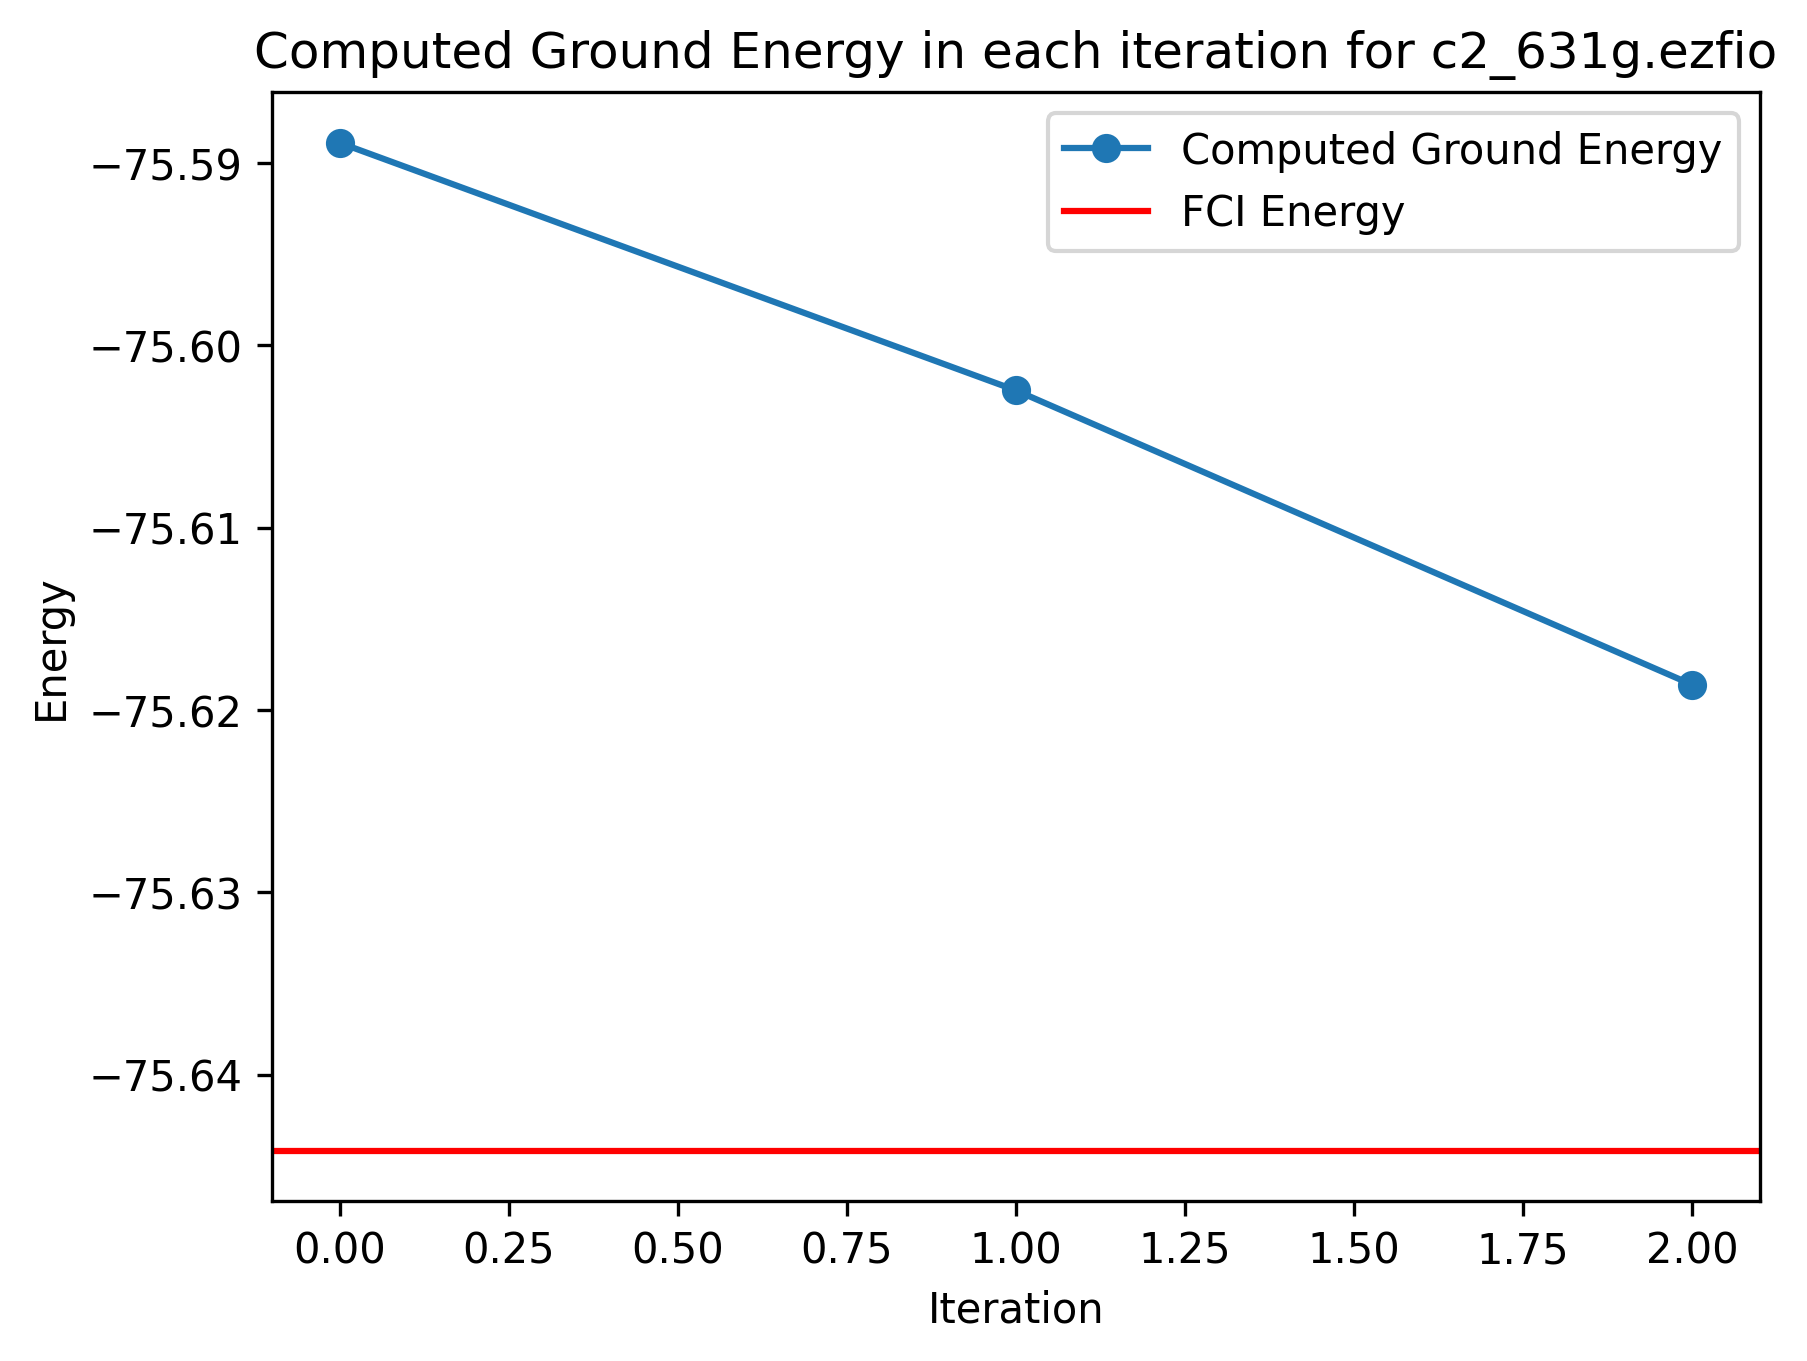 Computed Ground Energy in each iteration for c2_631g.ezfio
Computed Ground Energy
FCI Energy
−75.59
−75.60
−75.61
−75.62
−75.63
−75.64
Energy
0.00 0.25 0.50 0.75 1.00 1.25 1.50 1.75 2.00
Iteration